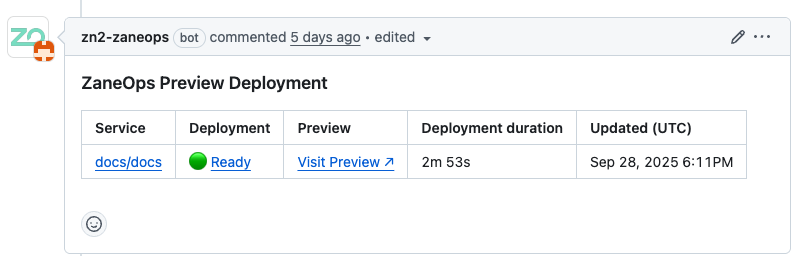 ZO
zn2-zaneops bot commented 5 days ago • edited
ZaneOps Preview Deployment
Service Deployment Preview Deployment duration Updated (UTC)
docs/docs Ready Visit Preview ↗ 2m 53s Sep 28, 2025 6:11PM